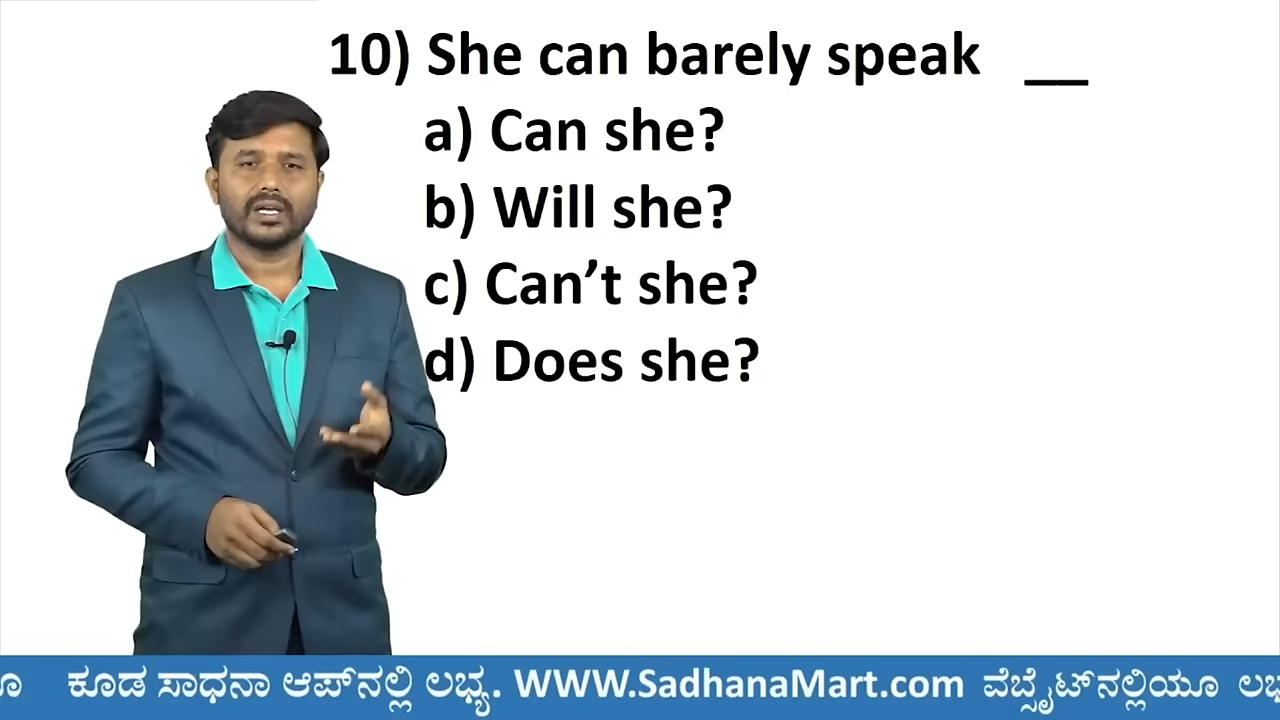 10) She can barely speak __
a) Can she?
b) Will she?
c) Can’t she?
d) Does she?
ಕೂಡ ಸಾಧನಾ ಆಪ್‌ನಲ್ಲಿ ಲಭ್ಯ. WWW.SadhanaMart.com ವೆಬ್ಸೈಟ್‌ನಲ್ಲಿಯೂ